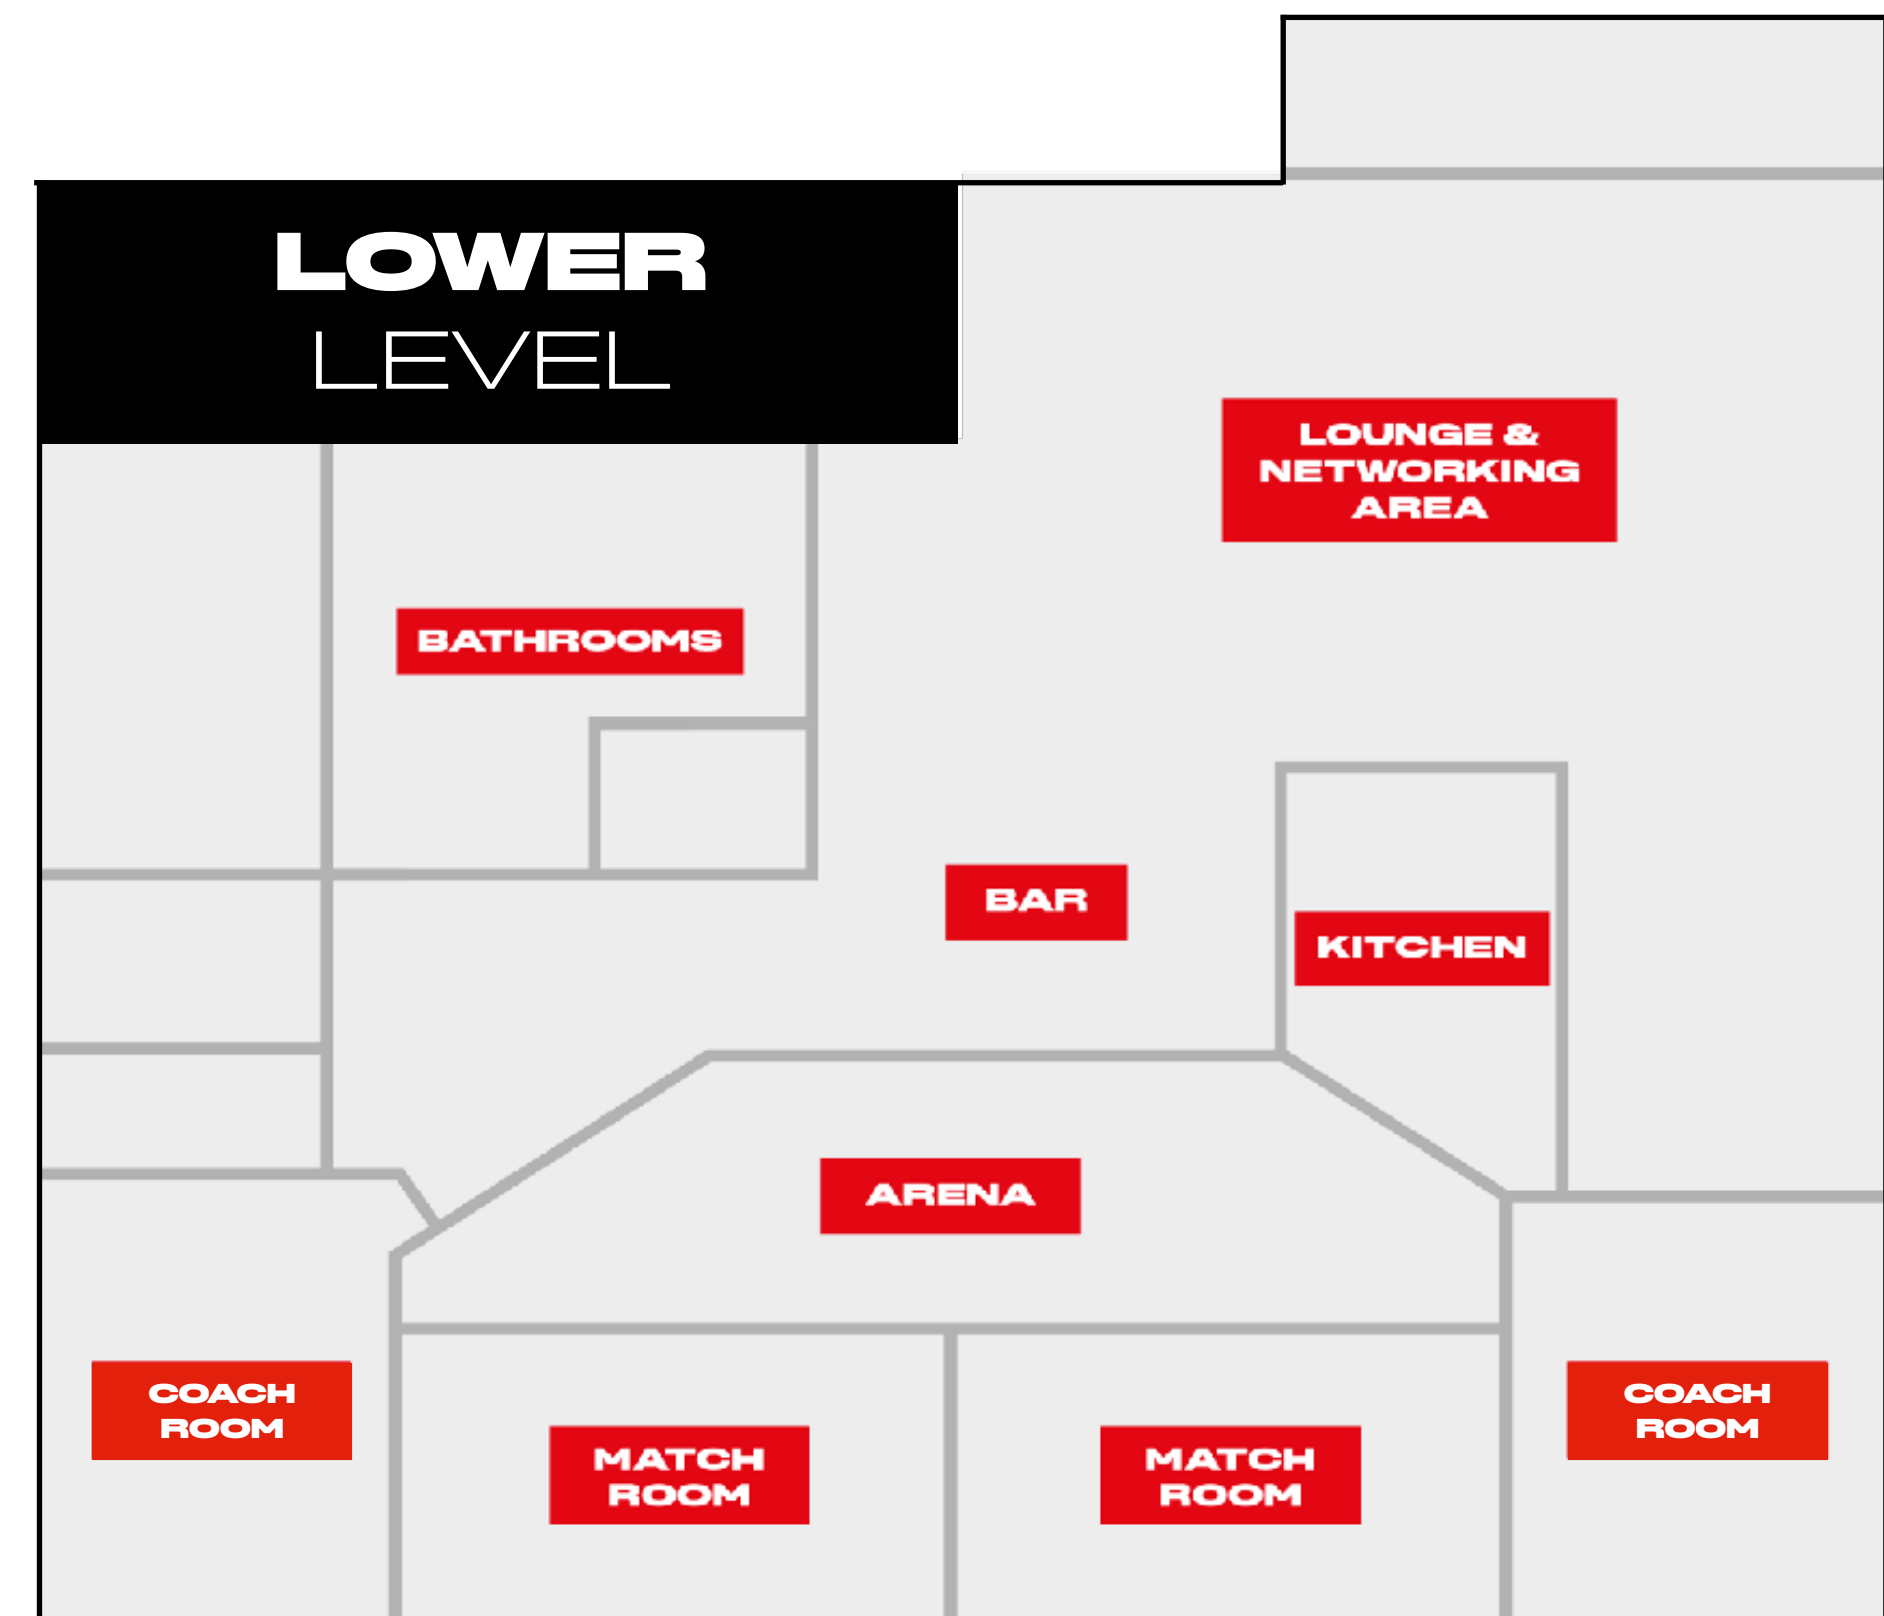 LOWER
LEVEL
LOUNGE &
NETWORKING
AREA
BATHROOMS
BAR
KITCHEN
ARENA
COACH
ROOM
MATCH
ROOM
MATCH
ROOM
COACH
ROOM